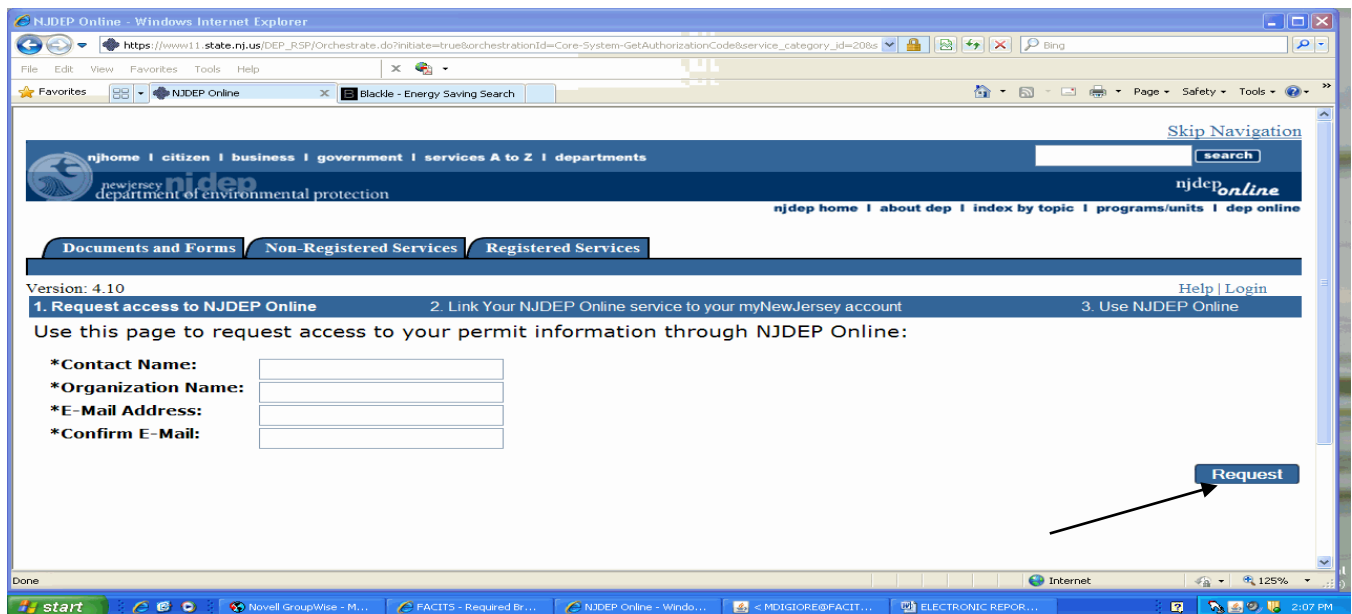 NJDEP Online - Windows Internet Explorer
https://www11.state.nj.us/DEP_RSP/Orchestrate.do?initiate=true&orchestrationId=Core-System-GetAuthorizationCode&service_category_id=20&s
Bing
File Edit View Favorites Tools Help
Favorites NJDEP Online Blackle - Energy Saving Search Page Safety Tools
Skip Navigation
njhome | citizen | business | government | services A to Z | departments search
newjersey njdep
department of environmental protection
njdep online
njdep home | about dep | index by topic | programs/units | dep online
Documents and Forms Non-Registered Services Registered Services
Version: 4.10 Help | Login
1. Request access to NJDEP Online 2. Link Your NJDEP Online service to your myNewJersey account 3. Use NJDEP Online
Use this page to request access to your permit information through NJDEP Online:
*Contact Name:
*Organization Name:
*E-Mail Address:
*Confirm E-Mail:
Request
Done Internet 125%
start Novell GroupWise - M... FACITS - Required Br... NJDEP Online - Windo... < MDIGIORE@FACIT... ELECTRONIC REPOR... 2:07 PM